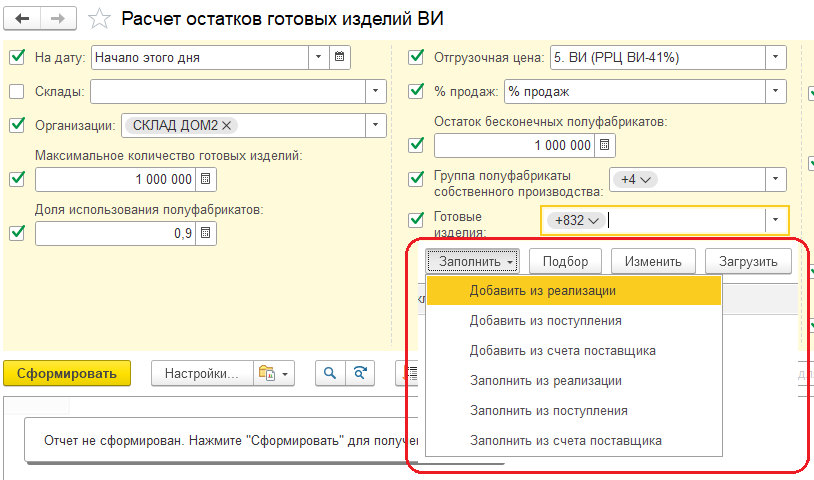 Расчет остатков готовых изделий ВИ
На дату: Начало этого дня
Склады:
Организации: СКЛАД ДОМ2
Максимальное количество готовых изделий:
1 000 000
Доля использования полуфабрикатов:
0,9
Отгрузочная цена: 5. ВИ (РРЦ ВИ-41%)
% продаж: % продаж
Остаток бесконечных полуфабрикатов:
1 000 000
Группа полуфабрикаты
собственного производства: +4
Готовые
изделия: +832
Заполнить Подбор Изменить Загрузить
Добавить из реализации
Добавить из поступления
Добавить из счета поставщика
Заполнить из реализации
Заполнить из поступления
Заполнить из счета поставщика
Сформировать Настройки...
Отчет не сформирован. Нажмите "Сформировать" для